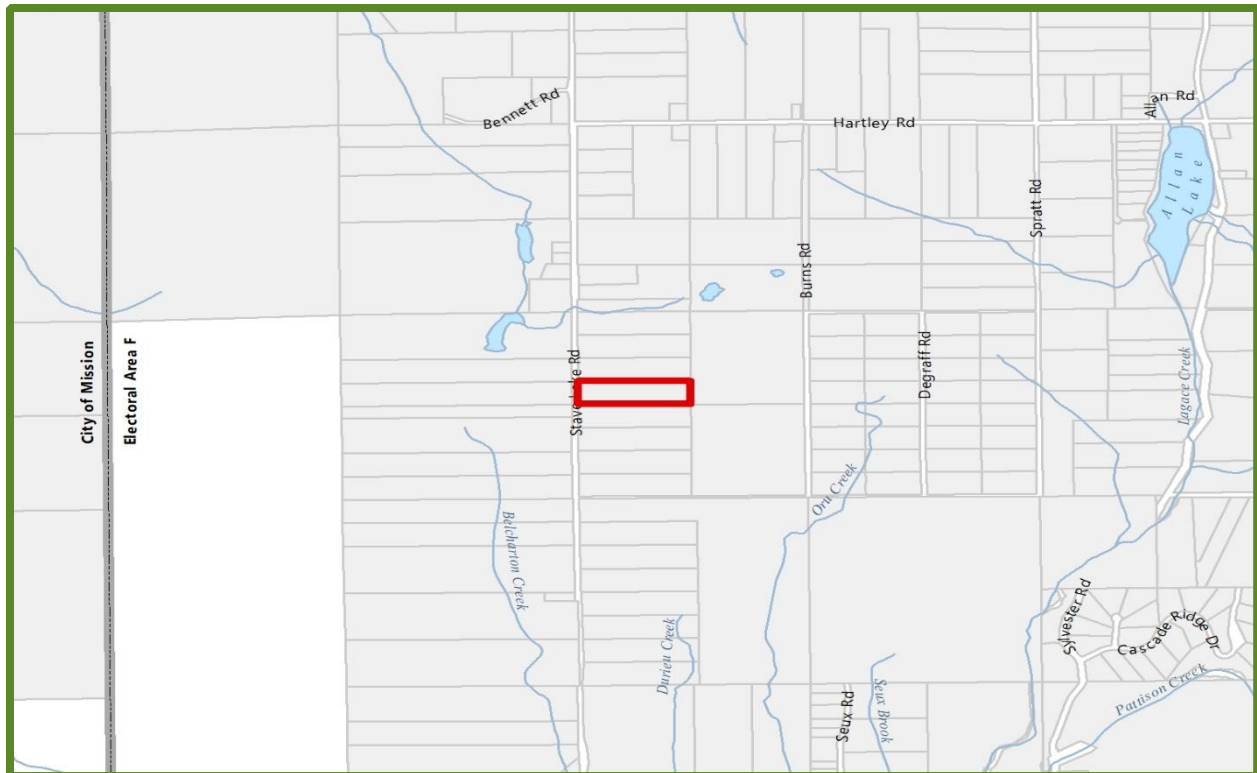 Bennett Rd
Hartley Rd
Allan Rd
Allan
Lake
Spratt Rd
Burns Rd
Stave Lake Rd
Degraff Rd
Lagace Creek
City of Mission
Electoral Area F
Oru Creek
Belcharton Creek
Durieu Creek
Sylvester Rd
Cascade Ridge Dr
Seux Rd
Seux Brook
Pattison Creek